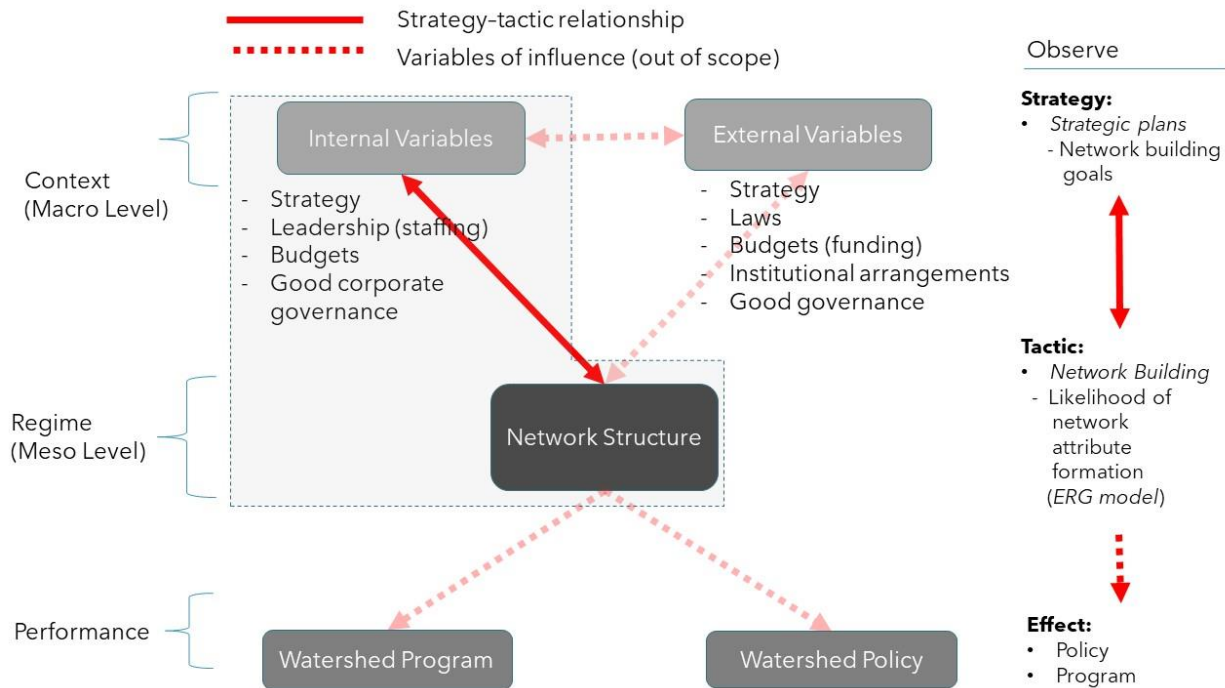 Strategy–tactic relationship
Variables of influence (out of scope)
Observe
Context
(Macro Level)
Internal Variables
- Strategy
- Leadership (staffing)
- Budgets
- Good corporate
governance
External Variables
- Strategy
- Laws
- Budgets (funding)
- Institutional arrangements
- Good governance
Strategy:
• Strategic plans
- Network building
goals
Regime
(Meso Level)
Network Structure
Tactic:
• Network Building
- Likelihood of
network
attribute
formation
(ERG model)
Performance
Watershed Program
Watershed Policy
Effect:
• Policy
• Program